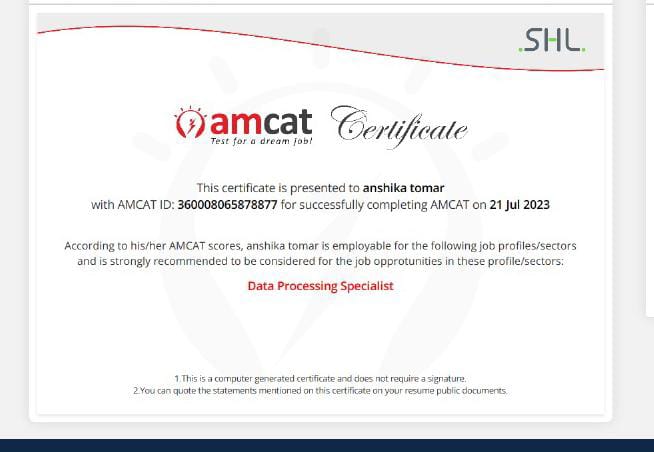 .SHL.
amcat Certificate
Test for a dream job!
This certificate is presented to anshika tomar
with AMCAT ID: 360008065878877 for successfully completing AMCAT on 21 Jul 2023
According to his/her AMCAT scores, anshika tomar is employable for the following job profiles/sectors
and is strongly recommended to be considered for the job opprotunities in these profile/sectors:
Data Processing Specialist
1.This is a computer generated certificate and does not require a signature.
2.You can quote the statements mentioned on this certificate on your resume public documents.